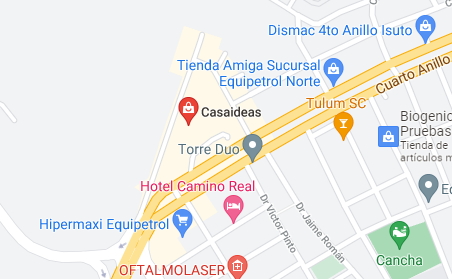 Dismac 4to Anillo Isuto
Tienda Amiga Sucursal
Equipetrol Norte
Cuarto Anillo
Casaideas
Tulum SC
Biogenic
Pruebas
Tienda de
artículos m
Torre Duo
Hotel Camino Real
Dr Victor Pinto
Dr Jaime Román
Hipermaxi Equipetrol
Cancha
OFTALMOLASER